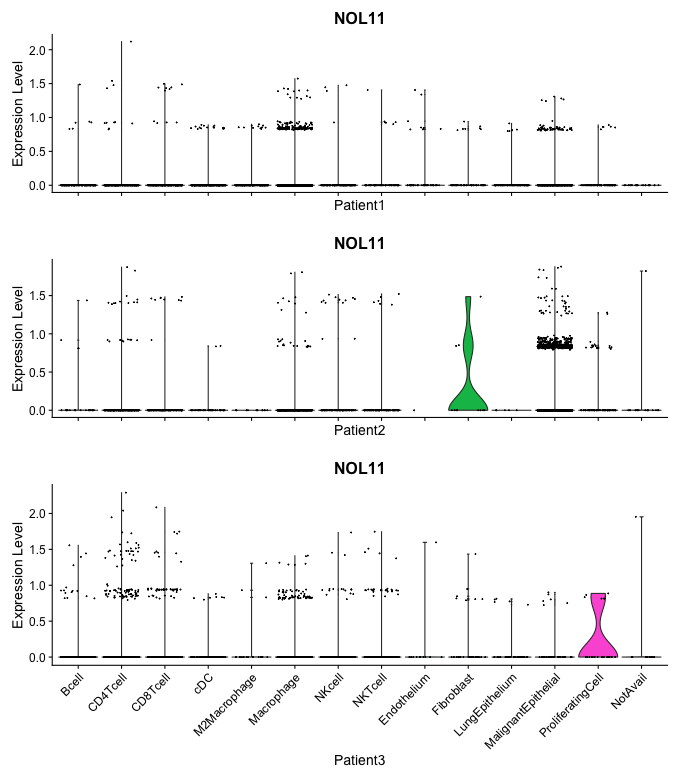 NOL11
Expression Level
2.0
1.5
1.0
0.5
0.0
Patient1
NOL11
Expression Level
1.5
1.0
0.5
0.0
Patient2
NOL11
Expression Level
2.0
1.5
1.0
0.5
0.0
Bcell
CD4Tcell
CD8Tcell
cDC
M2Macrophage
Macrophage
NKcell
NKTcell
Endothelium
Fibroblast
LungEpithelium
MalignantEpithelial
ProliferatingCell
NotAvail
Patient3